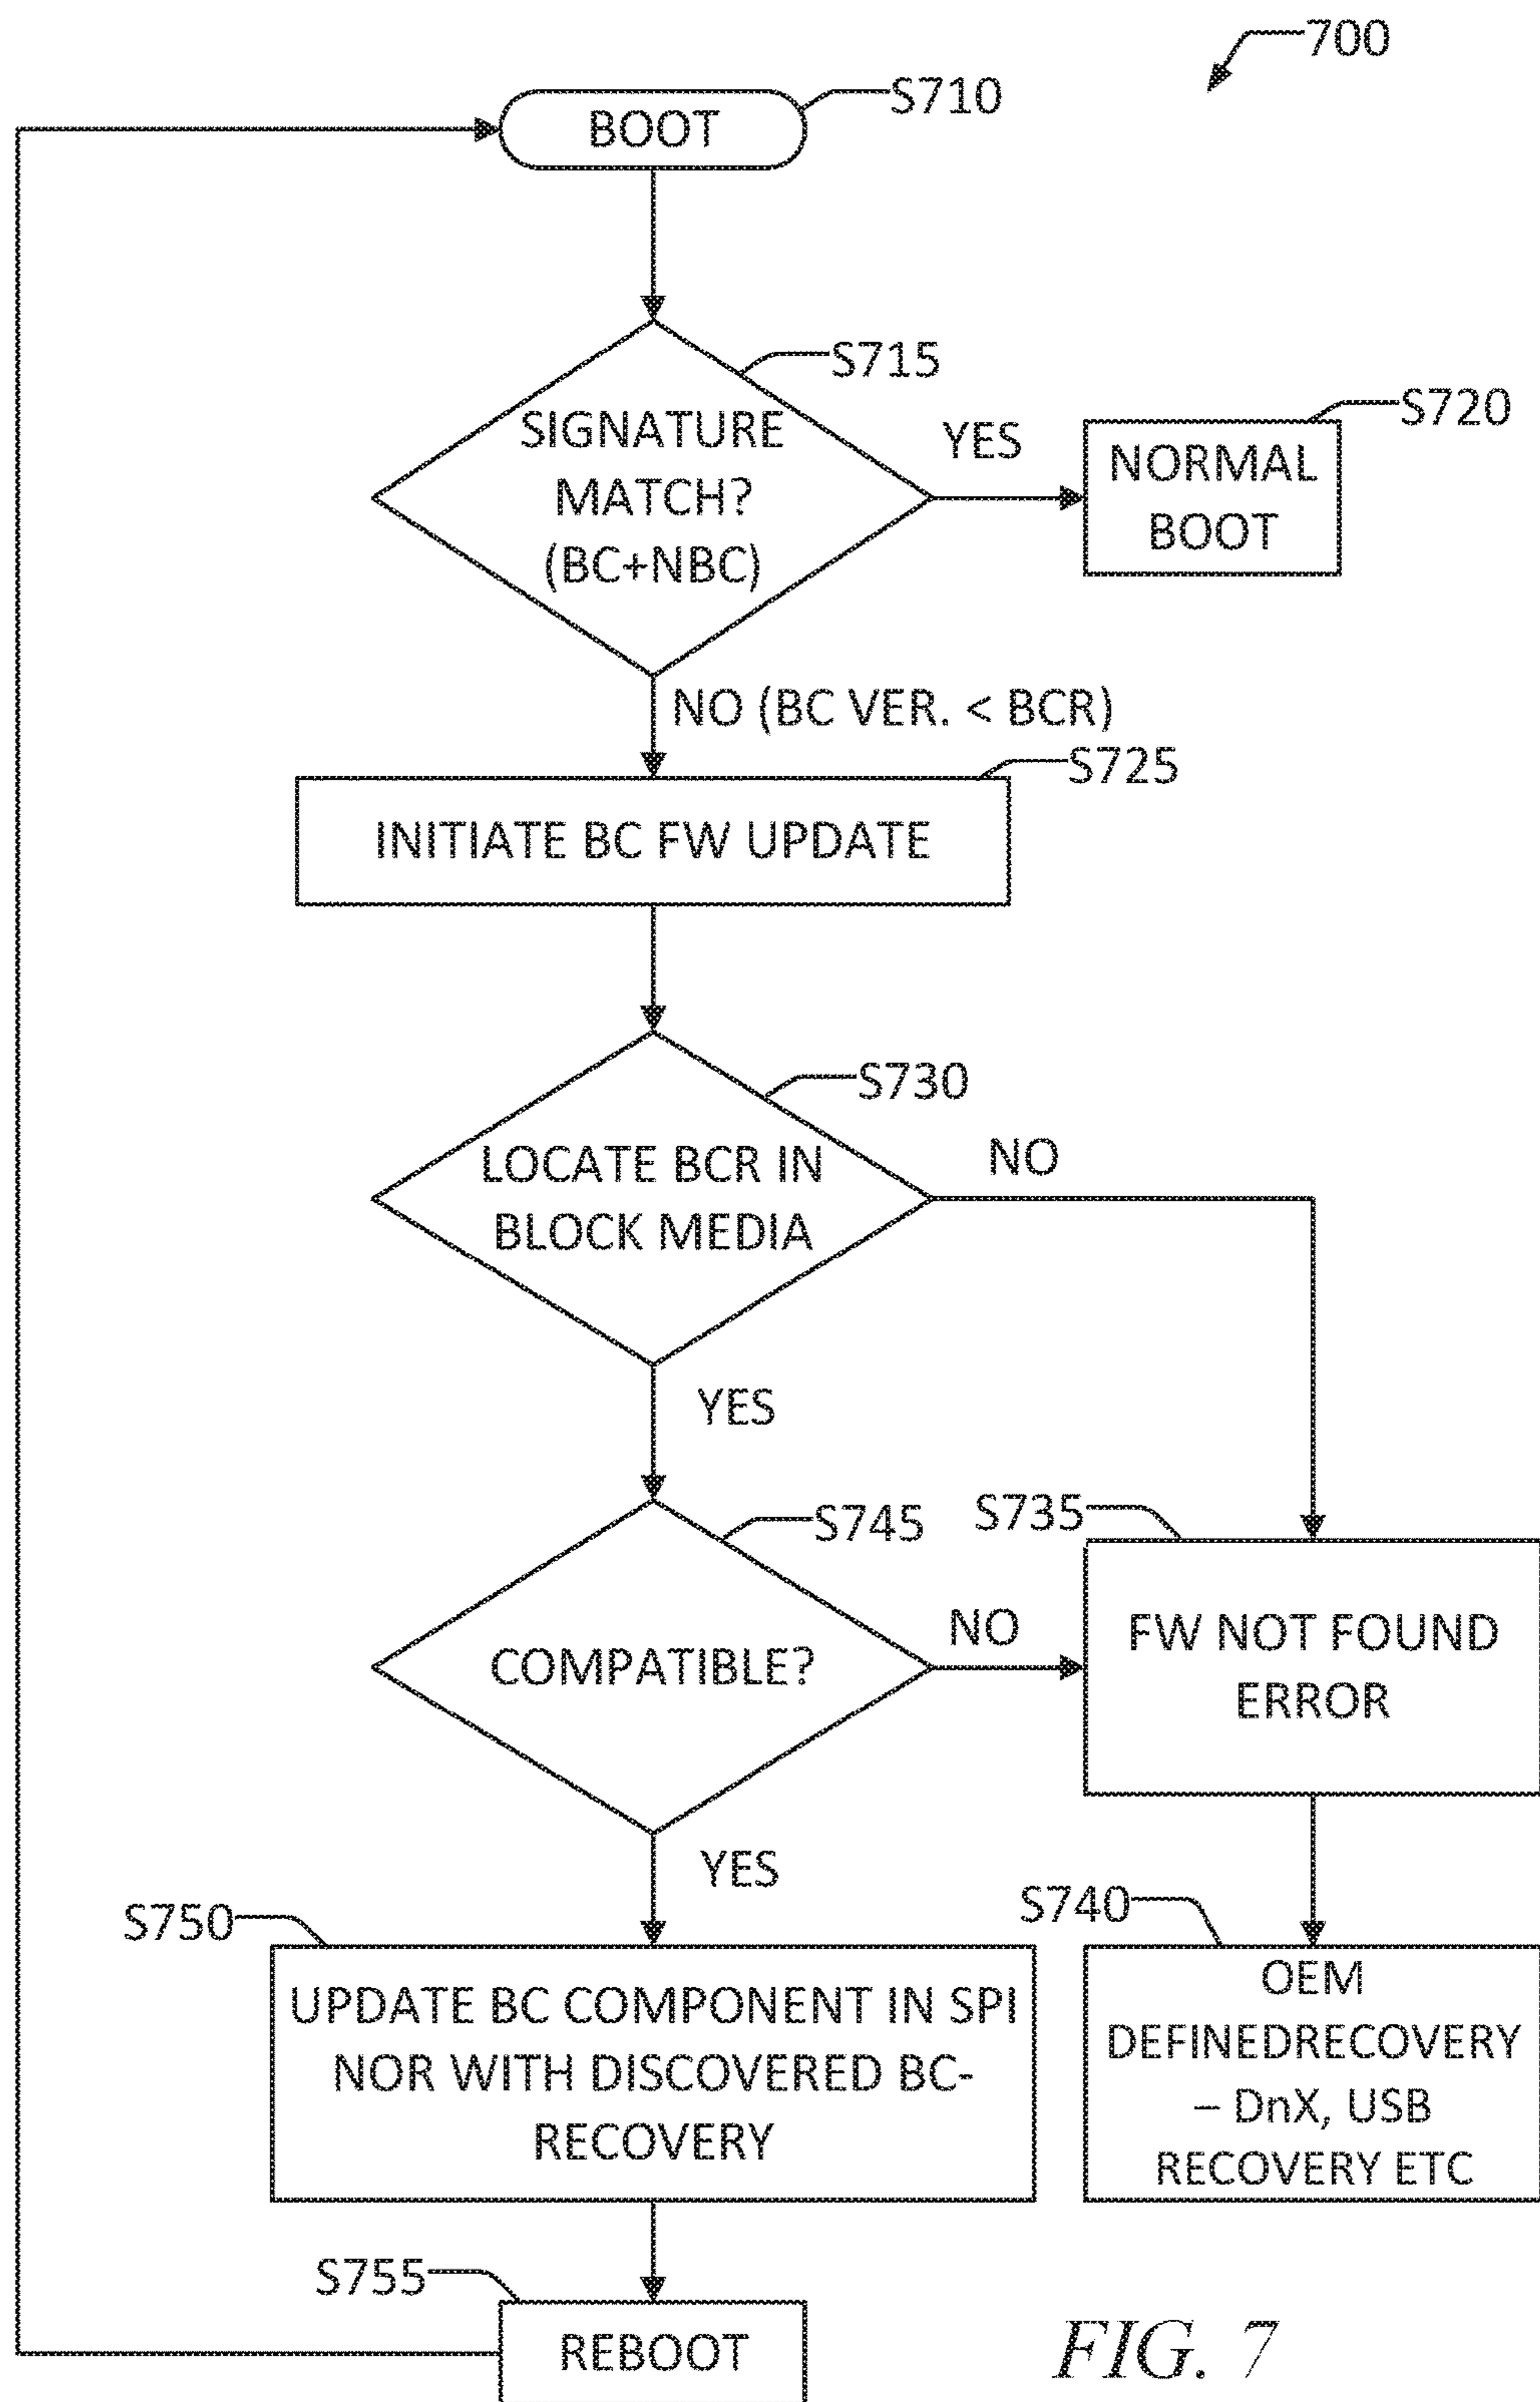 700
S710
BOOT
S715
SIGNATURE
MATCH?
(BC+NBC)
YES
S720
NORMAL
BOOT
NO (BC VER. < BCR)
S725
INITIATE BC FW UPDATE
S730
LOCATE BCR IN
BLOCK MEDIA
NO
YES
S745
COMPATIBLE?
NO
S735
FW NOT FOUND
ERROR
YES
S750
UPDATE BC COMPONENT IN SPI
NOR WITH DISCOVERED BC-
RECOVERY
S740
OEM
DEFINEDRECOVERY
– DnX, USB
RECOVERY ETC
S755
REBOOT
FIG. 7